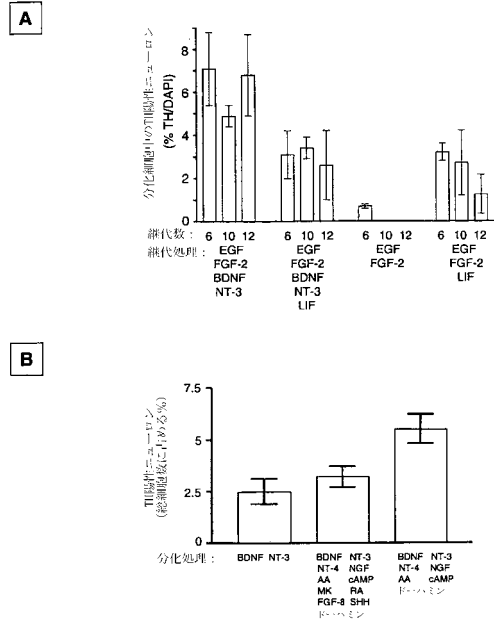 A
分化細胞中のTH陽性ニューロン
(% TH/DAPI)
8
6
4
2
0
継代数: 6 10 12 6 10 12 6 10 12 6 10 12
継代処理: EGF EGF EGF EGF
FGF-2 FGF-2 FGF-2 FGF-2
BDNF BDNF LIF
NT-3 NT-3
LIF
B
TH陽性ニューロン
(総細胞数に占める%)
7.5
5
2.5
0
分化処理: BDNF NT-3 BDNF NT-3 BDNF NT-3
NT-4 NGF NT-4 NGF
AA cAMP AA cAMP
MK RA ドーパミン
FGF-8 SHH
ドーパミン